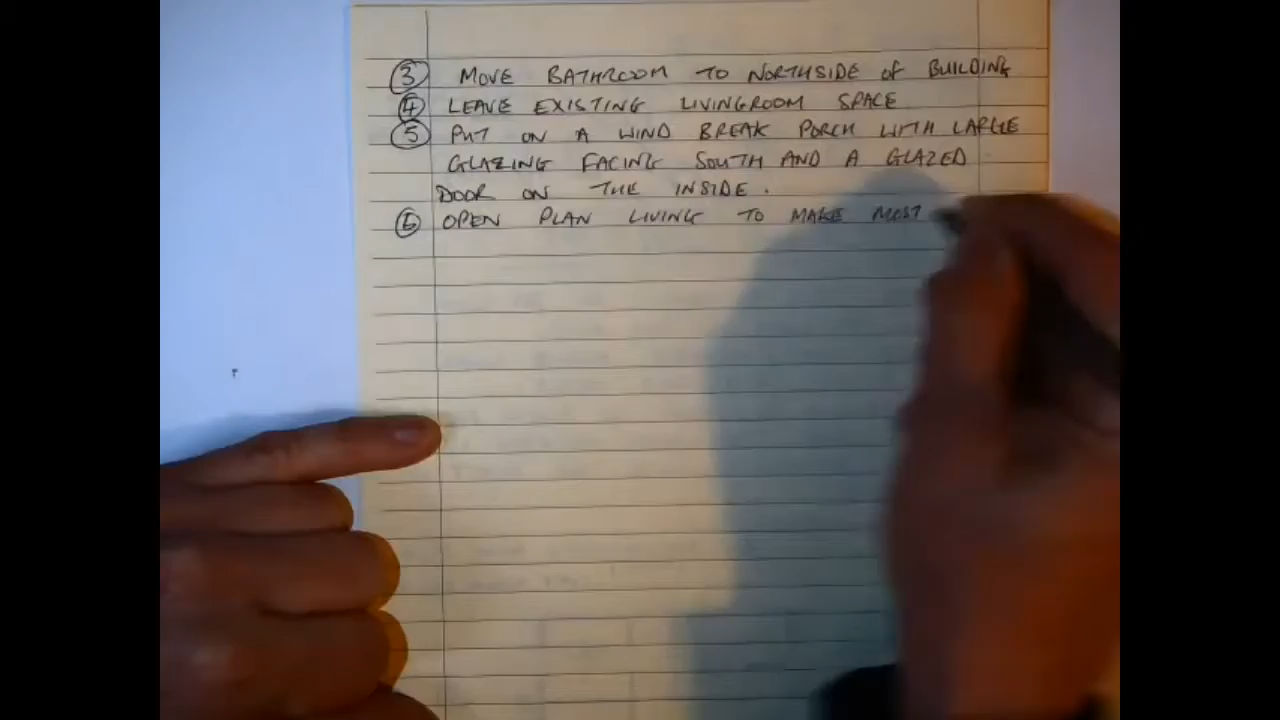 ③ MOVE BATHROOM TO NORTHSIDE OF BUILDING
④ LEAVE EXISTING LIVINGROOM SPACE
⑤ PUT ON A WIND BREAK PORCH WITH LARGE
GLAZING FACING SOUTH AND A GLAZED
DOOR ON THE INSIDE.
⑥ OPEN PLAN LIVING TO MAKE MOST